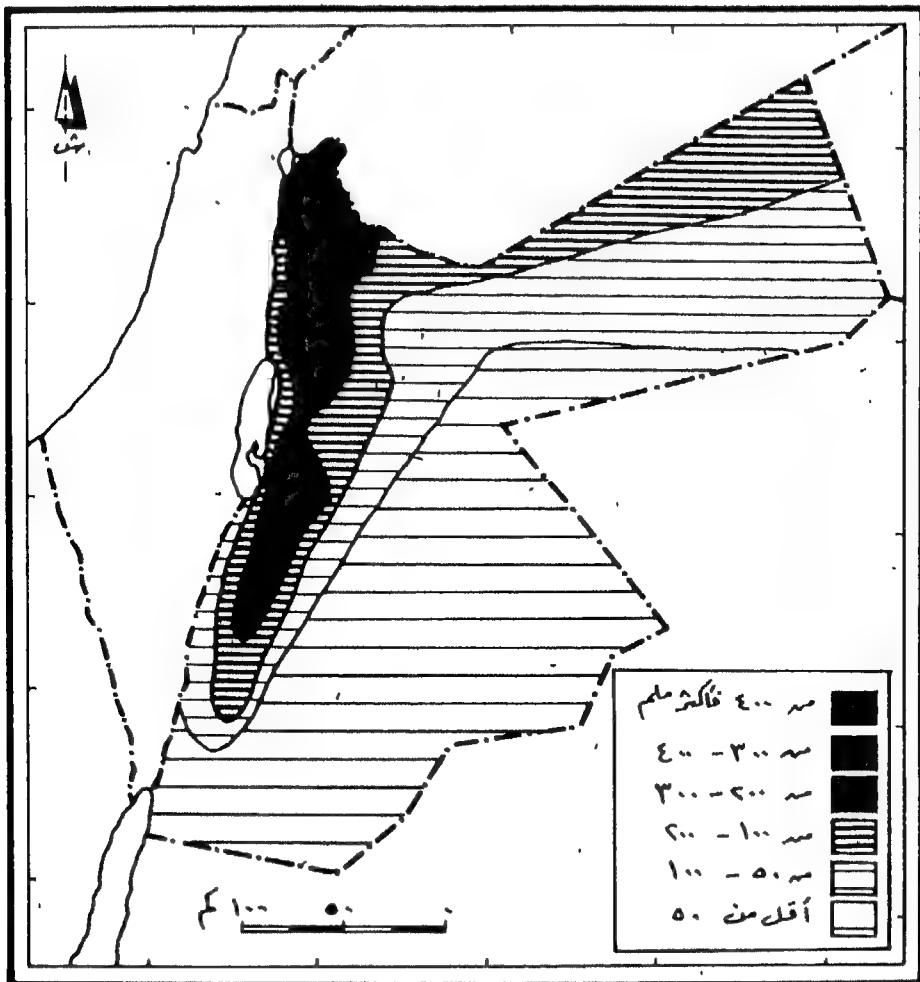 ش
من ٤٠٠ فأكثر ملم
من ٣٠٠ - ٤٠٠
من ٢٠٠ - ٣٠٠
من ١٠٠ - ٢٠٠
من ٥٠ - ١٠٠
أقل من ٥٠
٠ ٥٠ ١٠٠ كم